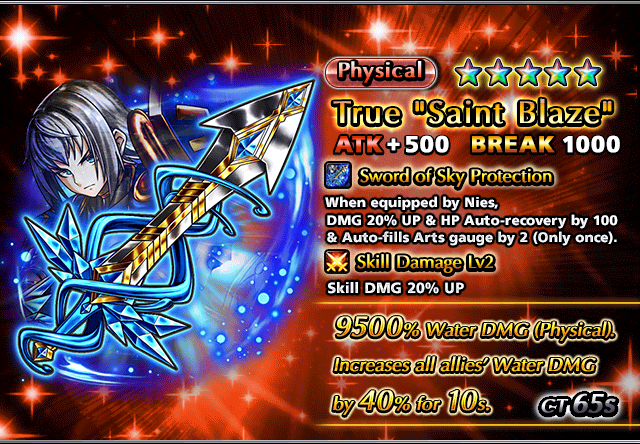 Physical
True "Saint Blaze"
ATK +500 BREAK 1000
Sword of Sky Protection
When equipped by Nies,
DMG 20% UP & HP Auto-recovery by 100
& Auto-fills Arts gauge by 2 (Only once).
Skill Damage Lv2
Skill DMG 20% UP
9500% Water DMG (Physical).
Increases all allies' Water DMG
by 40% for 10s. CT 65s